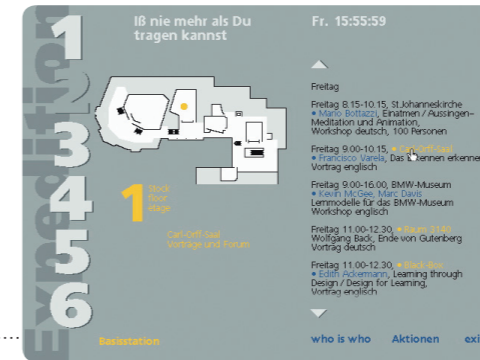 Expedition
1
2
3
4
5
6
Iß nie mehr als Du
tragen kannst
Fr. 15:55:59
1
Stock
floor
etage
Carl-Orff-Saal
Vorträge und Forum
Basisstation
Freitag
Freitag 8.15-10.15, St.Johanneskirche
• Mario Bottazzi, Einatmen / Aussingen-
Meditation und Animation,
Workshop deutsch, 100 Personen
Freitag 9.00-10.15, • Carl-Orff-Saal
• Francisco Varela, Das Erkennen erkennen
Vortrag englisch
Freitag 9.00-16.00, BMW-Museum
• Kevin McGee, Marc Davis
Lernmodelle für das BMW-Museum
Workshop englisch
Freitag 11.00-12.30, • Raum 3140
Wolfgang Back, Ende von Gutenberg
Vortrag deutsch
Freitag 11.00-12.30, • Black Box
• Edith Ackermann, Learning through
Design / Design for Learning,
Vortrag englisch
who is who Aktionen exi